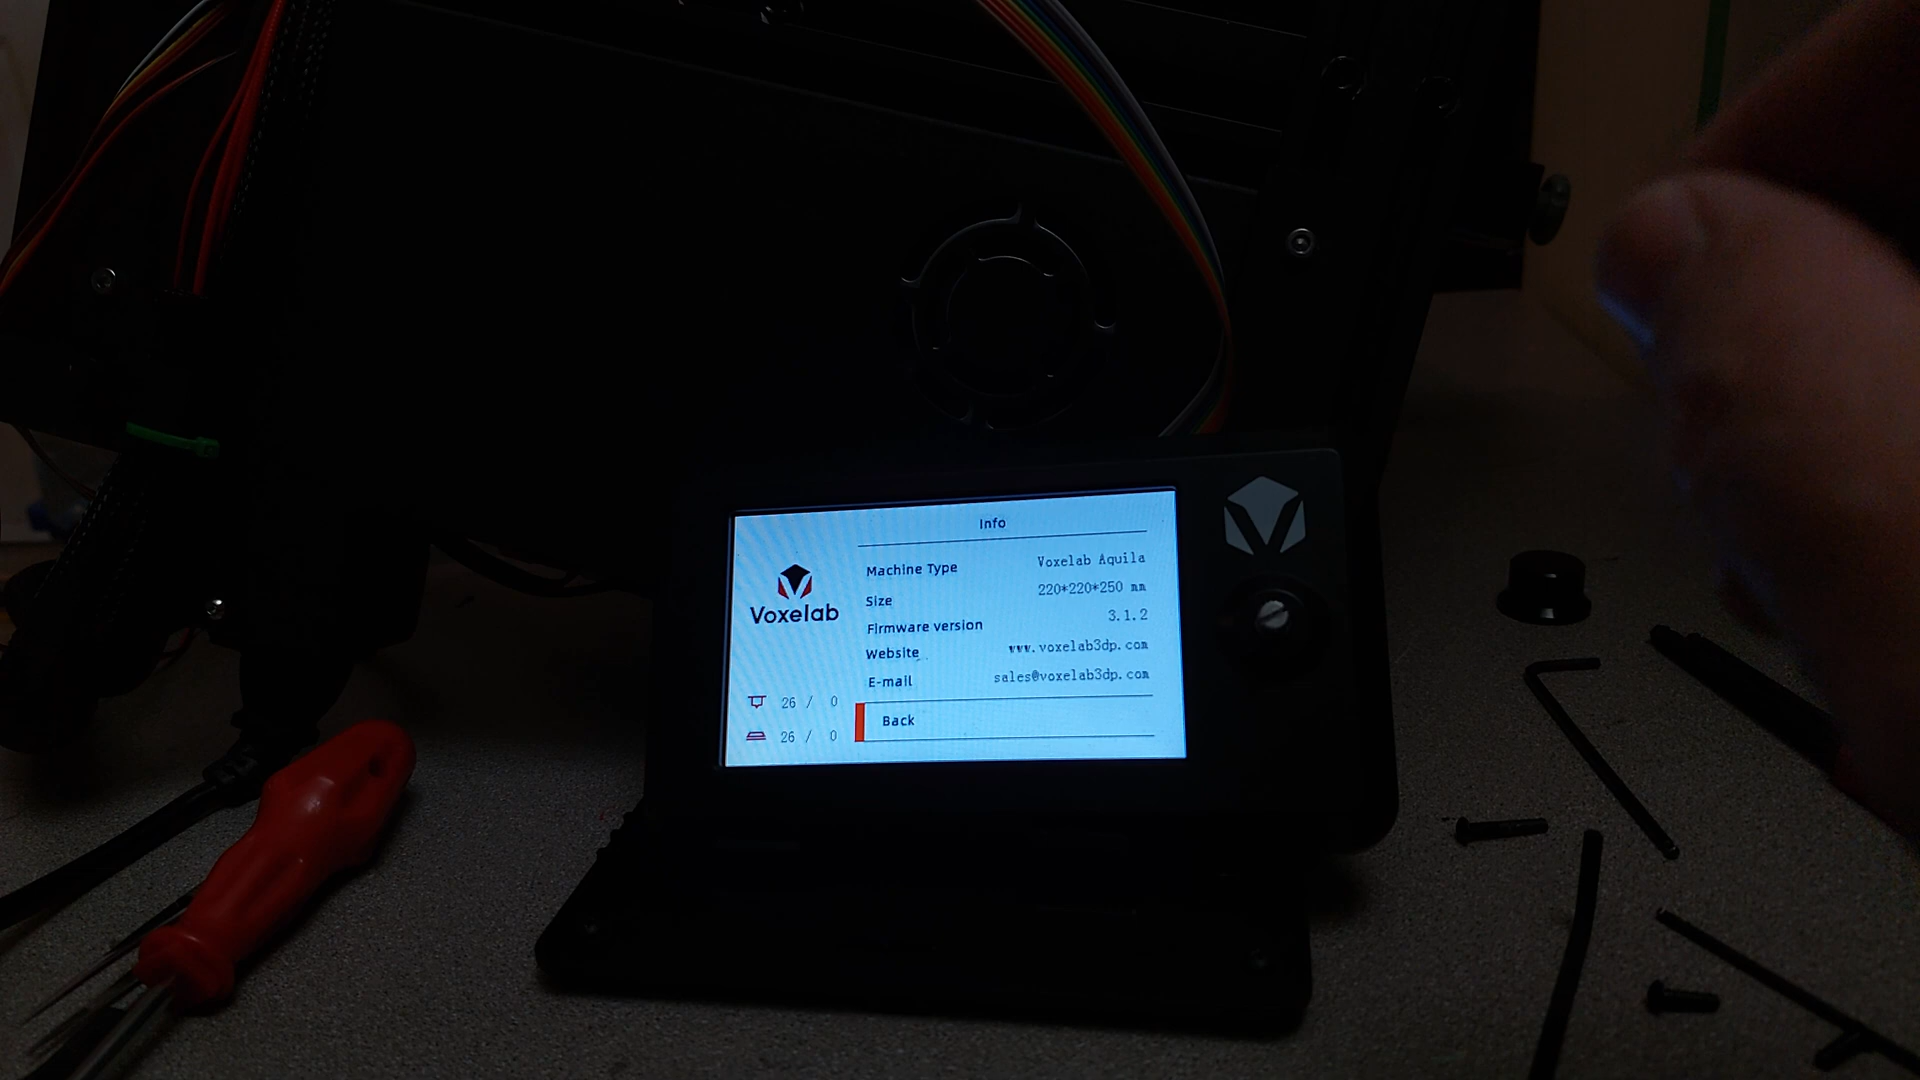 Info
Voxelab
Machine Type Voxelab Aquila
Size 220*220*250 mm
Firmware version 3.1.2
Website www.voxelab3dp.com
E-mail sales@voxelab3dp.com
26 / 0
26 / 0
Back